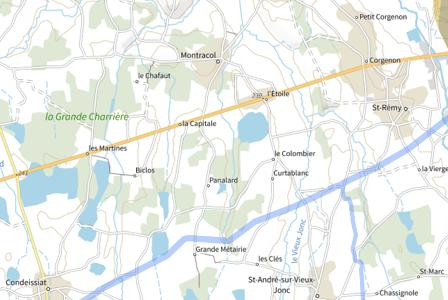 Petit Corgenon
Montracol
Corgenon
le Chafaut
239
l'Étoile
St-Rémy
la Grande Charrière
la Capitale
les Martines
le Colombier
la Vierge
Biclos
Curtablanc
241
Panalard
le Vieux Jonc
Grande Métairie
les Clés
St-Marc
Condeissiat
St-André-sur-Vieux-
Jonc
Chassignole